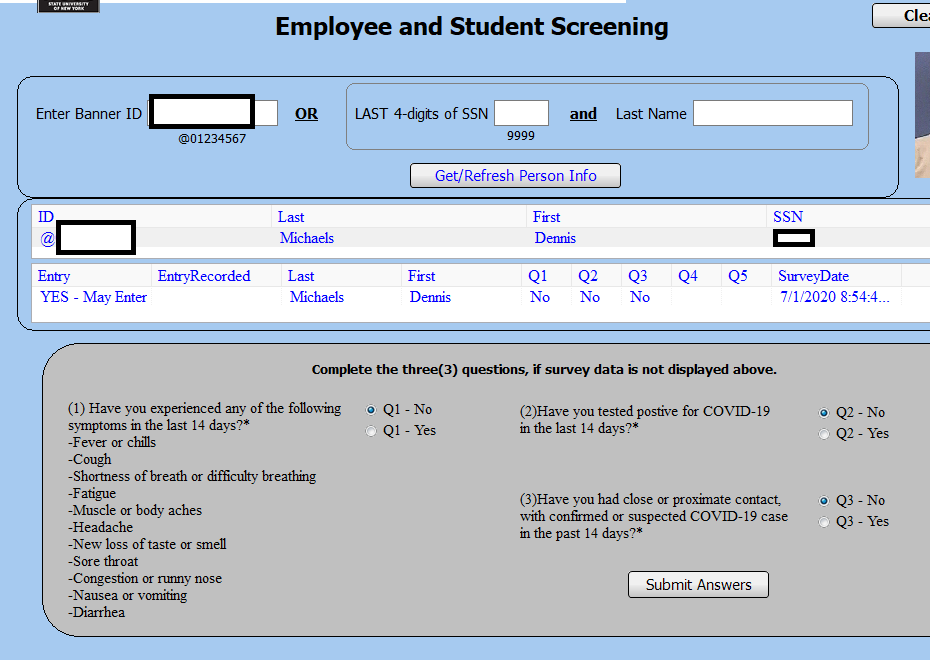 STATE UNIVERSITY
OF NEW YORK
Employee and Student Screening
Clea
Enter Banner ID
@01234567
OR
LAST 4-digits of SSN
9999
and
Last Name
Get/Refresh Person Info
ID Last First SSN
@ Michaels Dennis
Entry EntryRecorded Last First Q1 Q2 Q3 Q4 Q5 SurveyDate
YES - May Enter Michaels Dennis No No No 7/1/2020 8:54:4...
Complete the three(3) questions, if survey data is not displayed above.
(1) Have you experienced any of the following
symptoms in the last 14 days?*
-Fever or chills
-Cough
-Shortness of breath or difficulty breathing
-Fatigue
-Muscle or body aches
-Headache
-New loss of taste or smell
-Sore throat
-Congestion or runny nose
-Nausea or vomiting
-Diarrhea
Q1 - No
Q1 - Yes
(2)Have you tested postive for COVID-19
in the last 14 days?*
Q2 - No
Q2 - Yes
(3)Have you had close or proximate contact,
with confirmed or suspected COVID-19 case
in the past 14 days?*
Q3 - No
Q3 - Yes
Submit Answers